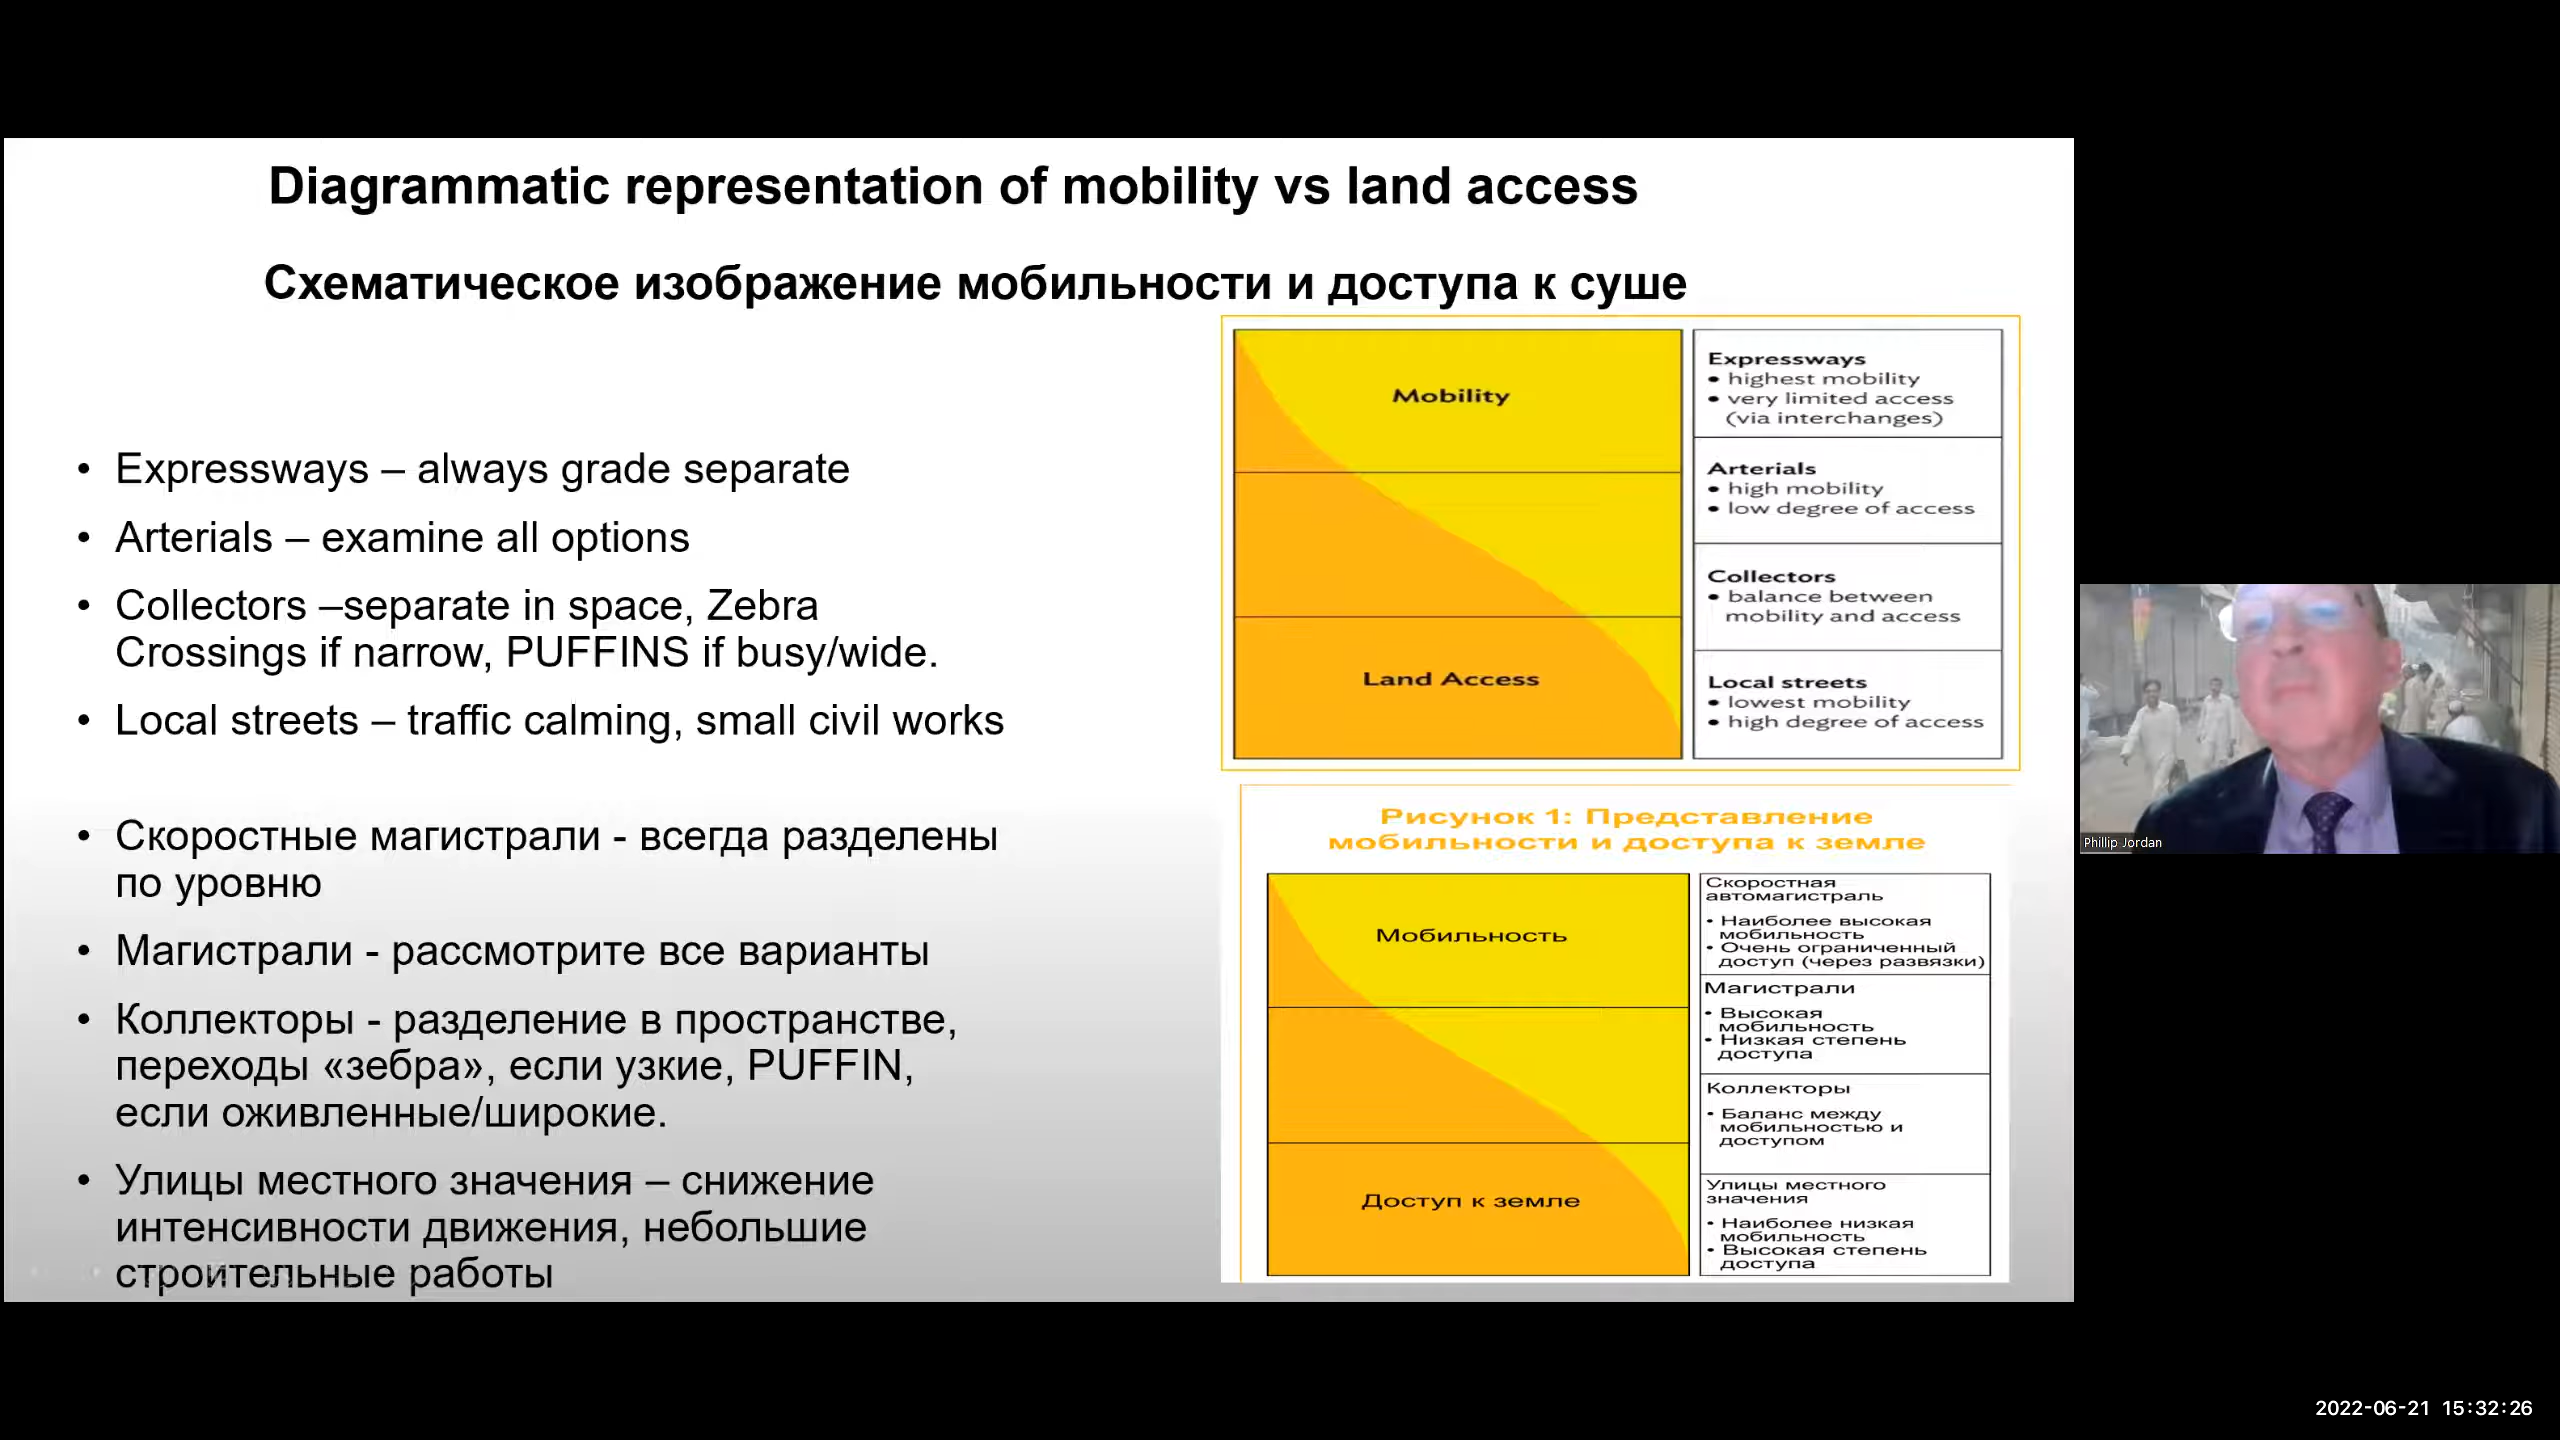 Diagrammatic representation of mobility vs land access
Схематическое изображение мобильности и доступа к суше
• Expressways – always grade separate
• Arterials – examine all options
• Collectors –separate in space, Zebra
Crossings if narrow, PUFFINS if busy/wide.
• Local streets – traffic calming, small civil works
• Скоростные магистрали - всегда разделены
по уровню
• Магистрали - рассмотрите все варианты
• Коллекторы - разделение в пространстве,
переходы «зебра», если узкие, PUFFIN,
если оживленные/широкие.
• Улицы местного значения – снижение
интенсивности движения, небольшие
строительные работы
Mobility
Land Access
Expressways
• highest mobility
• very limited access
(via interchanges)
Arterials
• high mobility
• low degree of access
Collectors
• balance between
mobility and access
Local streets
• lowest mobility
• high degree of access
Рисунок 1: Представление
мобильности и доступа к земле
Мобильность
Доступ к земле
Скоростная
автомагистраль
• Наиболее высокая
мобильность
• Очень ограниченный
доступ (через развязки)
Магистрали
• Высокая
мобильность
• Низкая степень
доступа
Коллекторы
• Баланс между
мобильностью и
доступом
Улицы местного
значения
• Наиболее низкая
мобильность
• Высокая степень
доступа
Phillip Jordan
2022-06-21 15:32:26